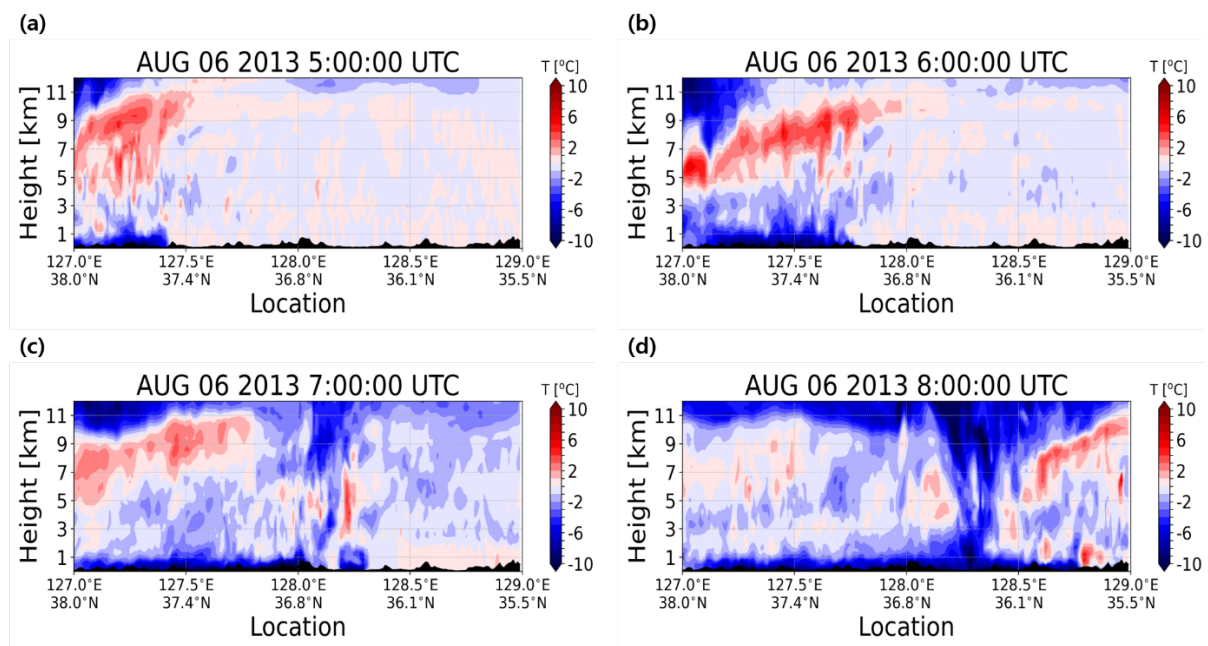 (a)
AUG 06 2013 5:00:00 UTC
T [°C]
Height [km]
11
9
7
5
3
1
10
6
2
-2
-6
-10
127.0°E 127.5°E 128.0°E 128.5°E 129.0°E
38.0°N 37.4°N 36.8°N 36.1°N 35.5°N
Location
(b)
AUG 06 2013 6:00:00 UTC
T [°C]
Height [km]
11
9
7
5
3
1
10
6
2
-2
-6
-10
127.0°E 127.5°E 128.0°E 128.5°E 129.0°E
38.0°N 37.4°N 36.8°N 36.1°N 35.5°N
Location
(c)
AUG 06 2013 7:00:00 UTC
T [°C]
Height [km]
11
9
7
5
3
1
10
6
2
-2
-6
-10
127.0°E 127.5°E 128.0°E 128.5°E 129.0°E
38.0°N 37.4°N 36.8°N 36.1°N 35.5°N
Location
(d)
AUG 06 2013 8:00:00 UTC
T [°C]
Height [km]
11
9
7
5
3
1
10
6
2
-2
-6
-10
127.0°E 127.5°E 128.0°E 128.5°E 129.0°E
38.0°N 37.4°N 36.8°N 36.1°N 35.5°N
Location